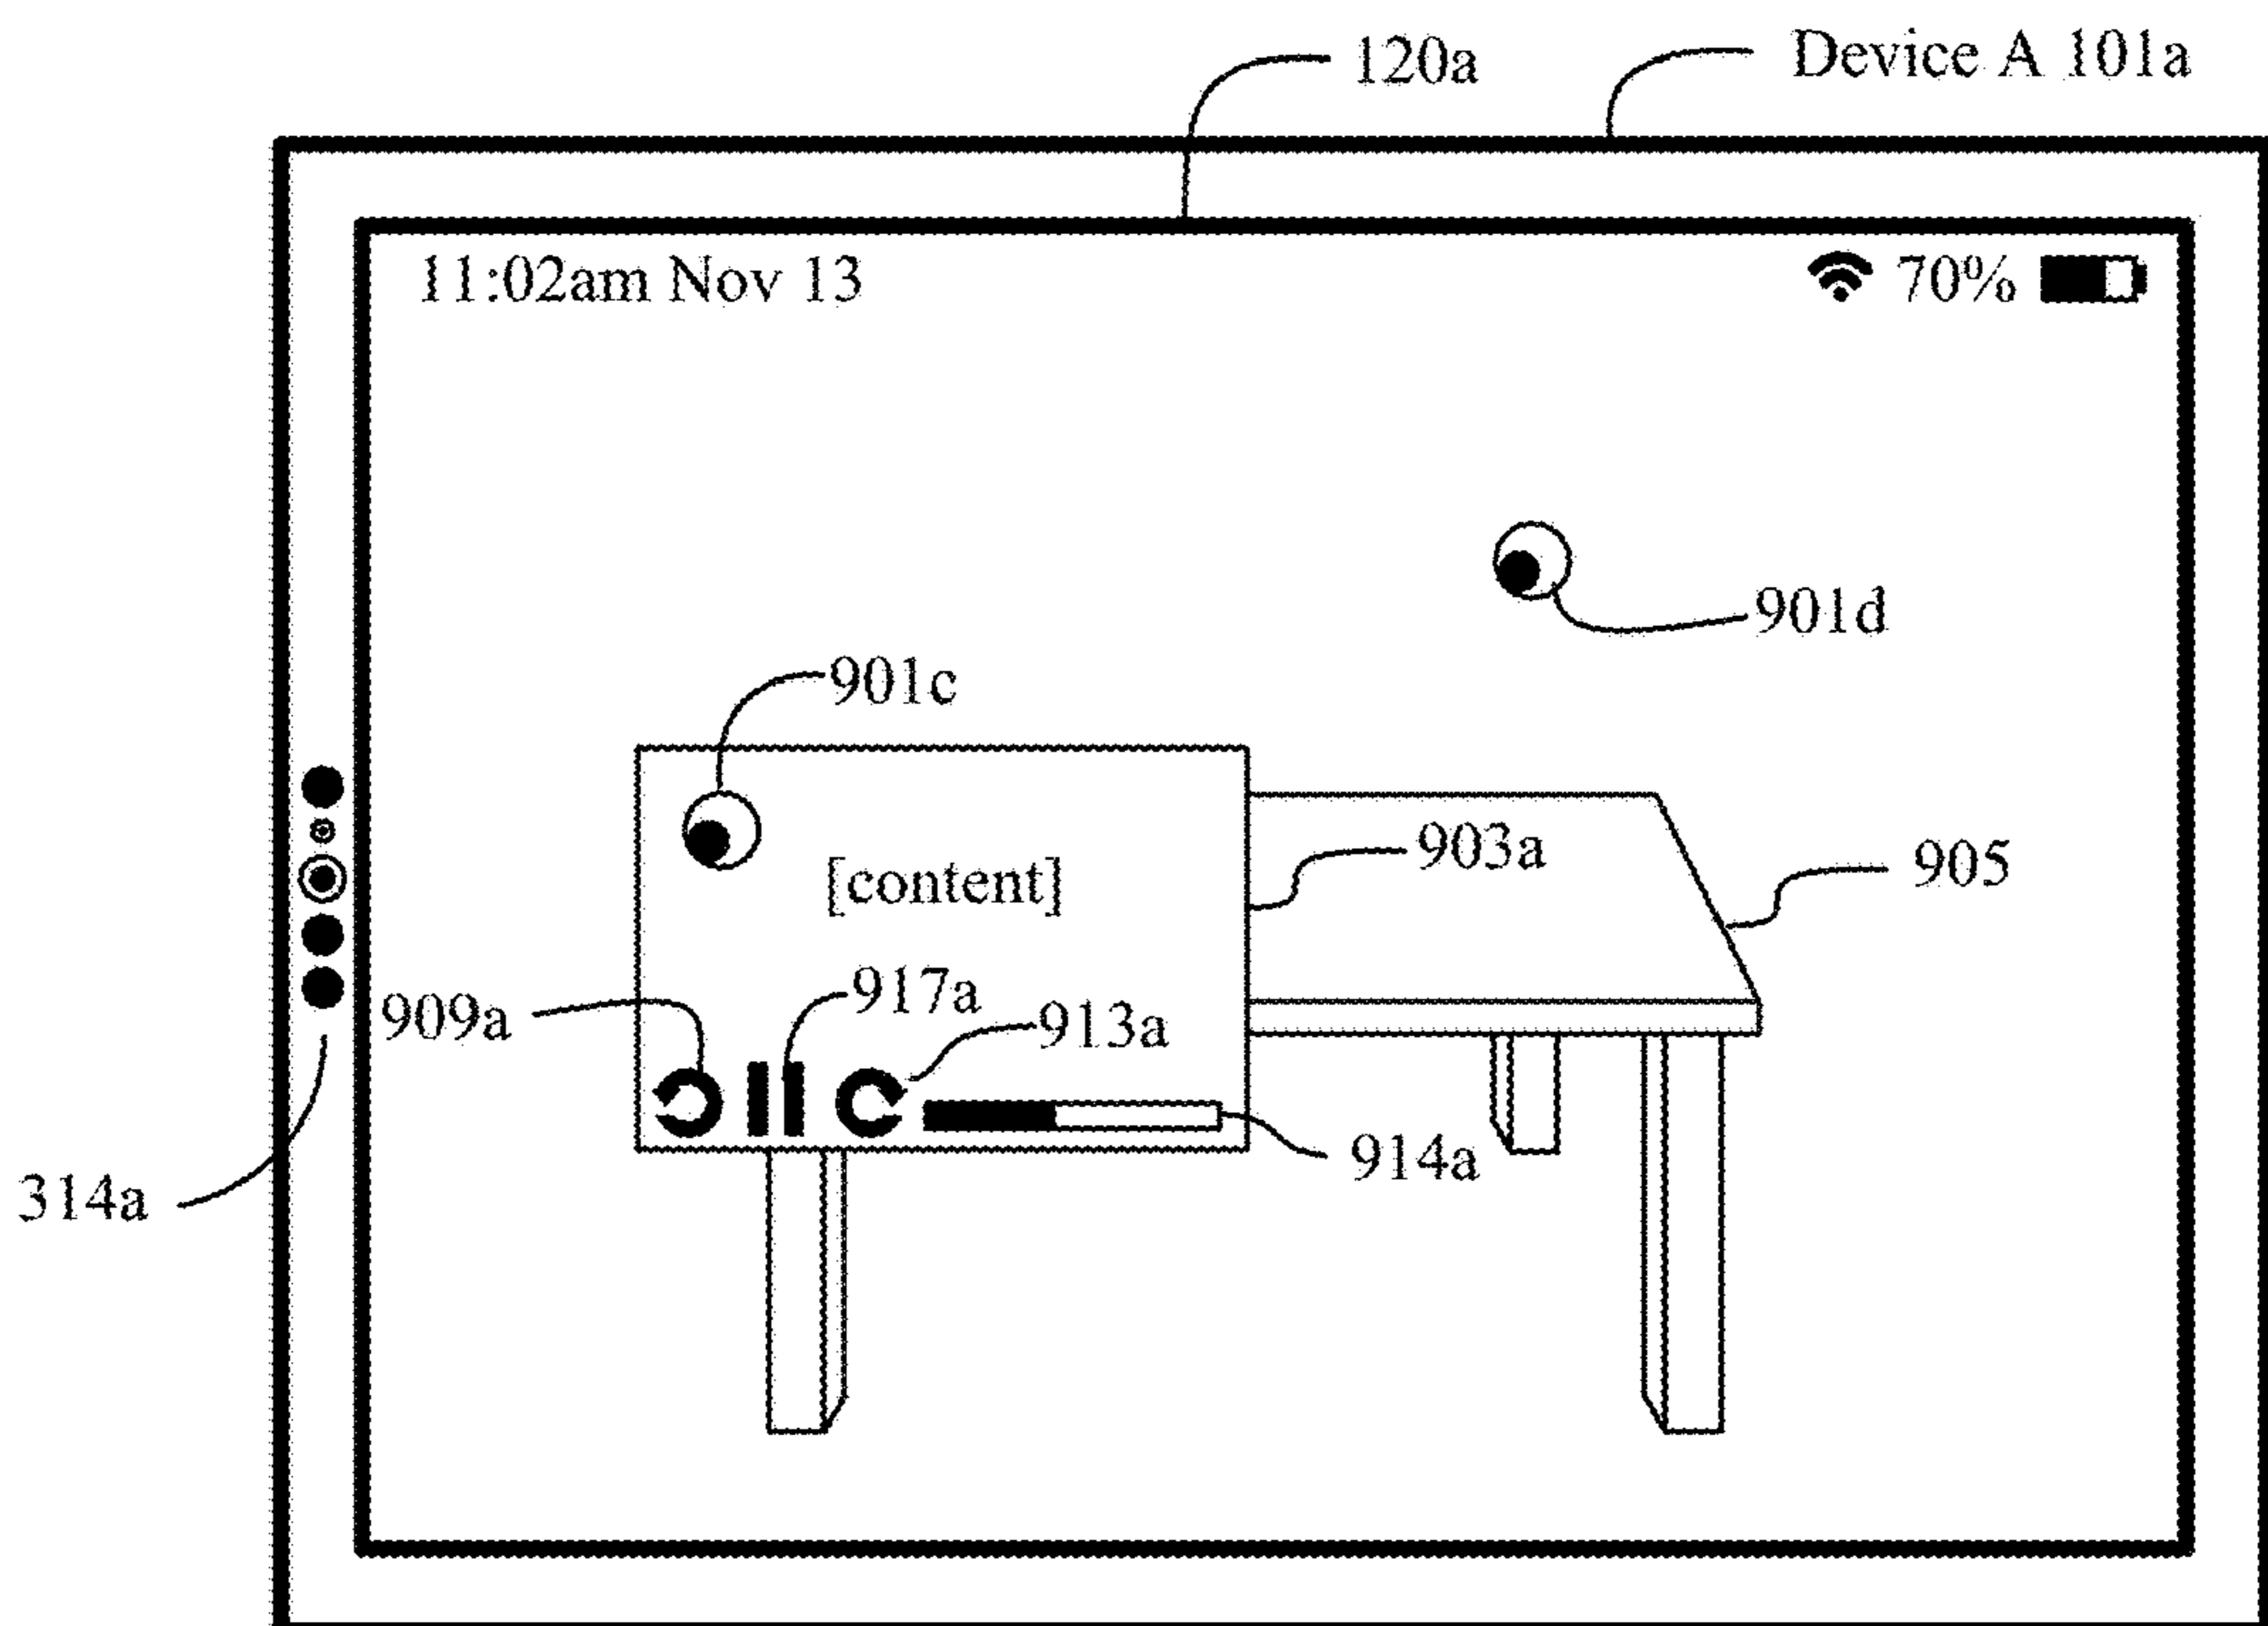 120a
Device A 101a
11:02am Nov 13
70%
901d
901c
903a
[content]
905
917a
909a
913a
914a
314a